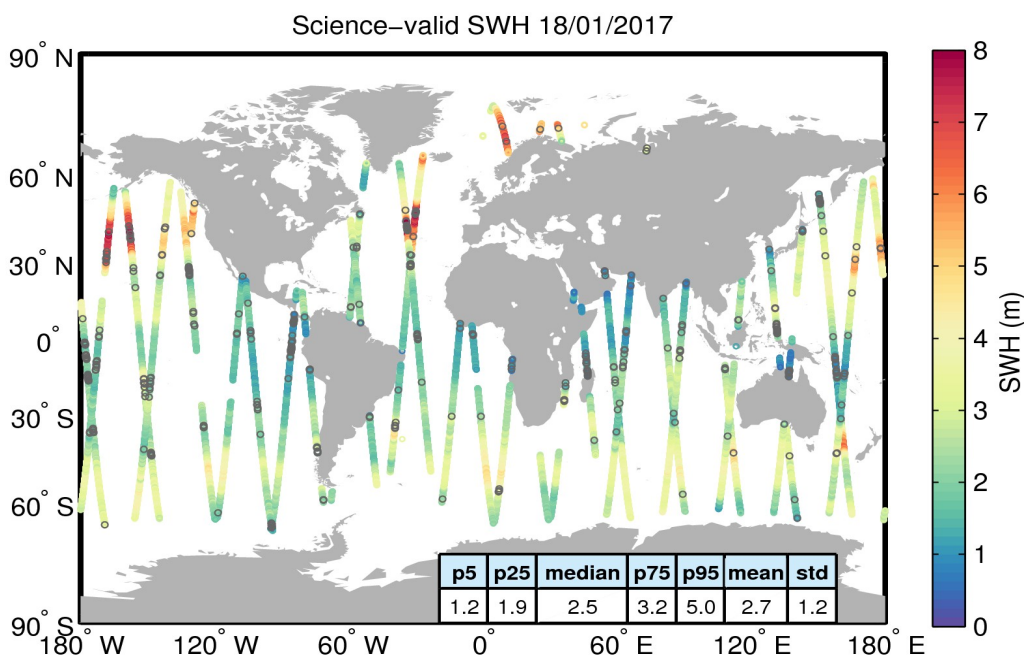 Science−valid SWH 18/01/2017
90° N
60° N
30° N
0°
30° S
60° S
90° S
180° W
120° W
60° W
0°
60° E
120° E
180° E
p5 p25 median p75 p95 mean std
1.2 1.9 2.5 3.2 5.0 2.7 1.2
8
7
6
5
4
3
2
1
0
SWH (m)